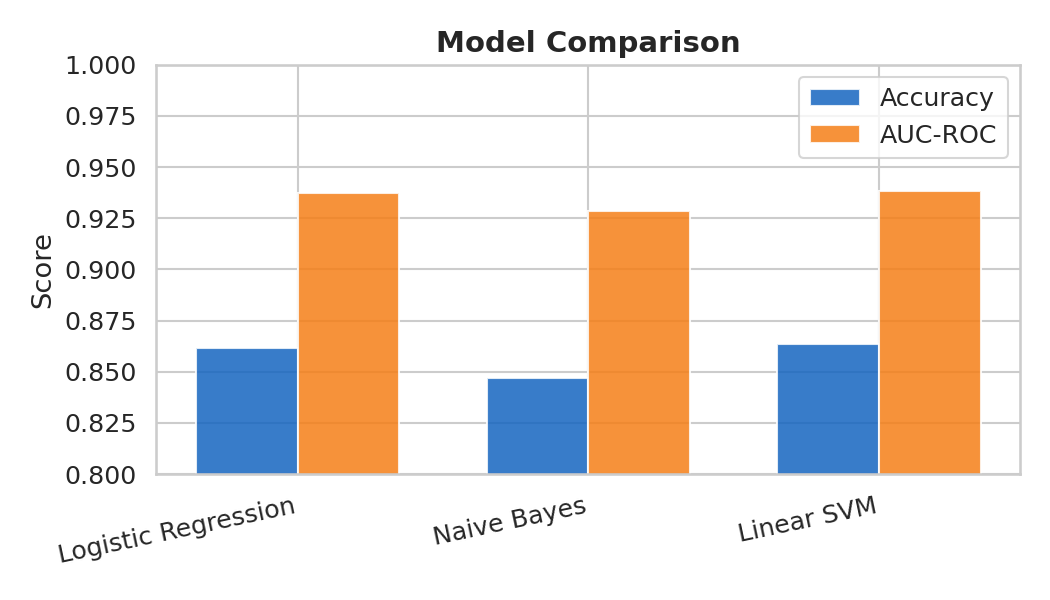 Model Comparison
1.000
0.975
0.950
0.925
0.900
0.875
0.850
0.825
0.800
Score
Accuracy
AUC-ROC
Logistic Regression
Naive Bayes
Linear SVM